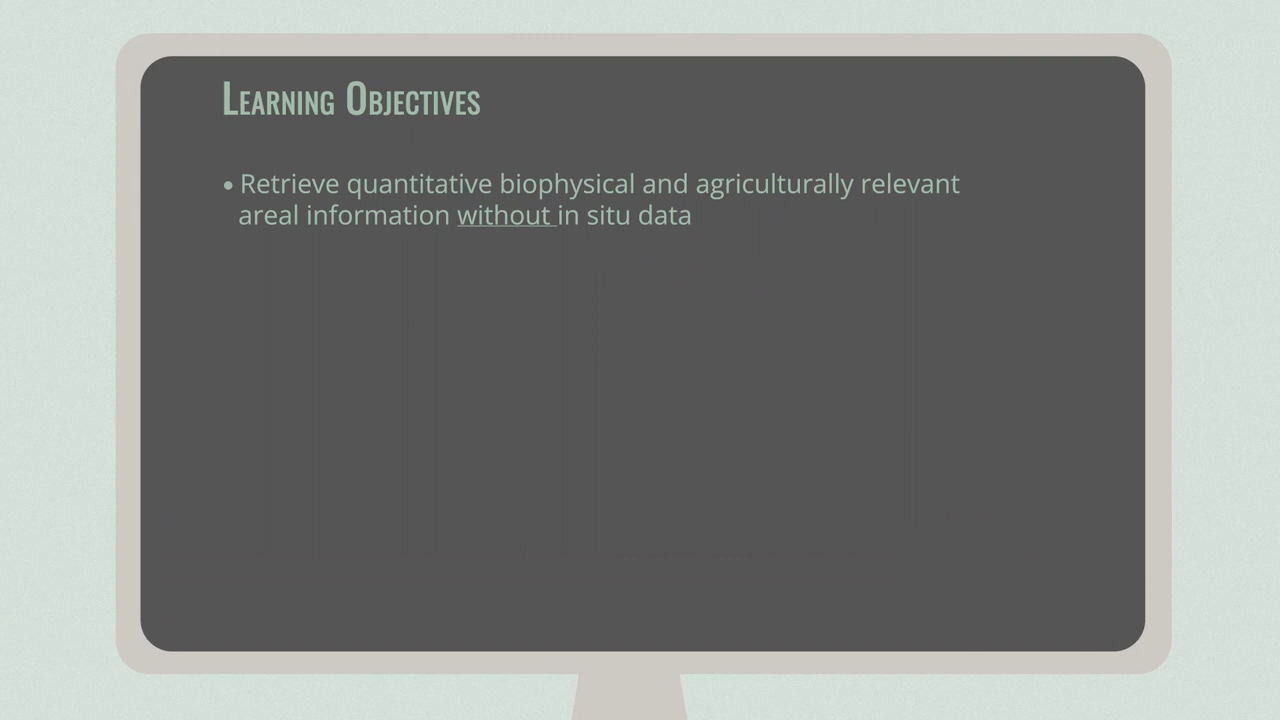 Learning Objectives
• Retrieve quantitative biophysical and agriculturally relevant
areal information without in situ data